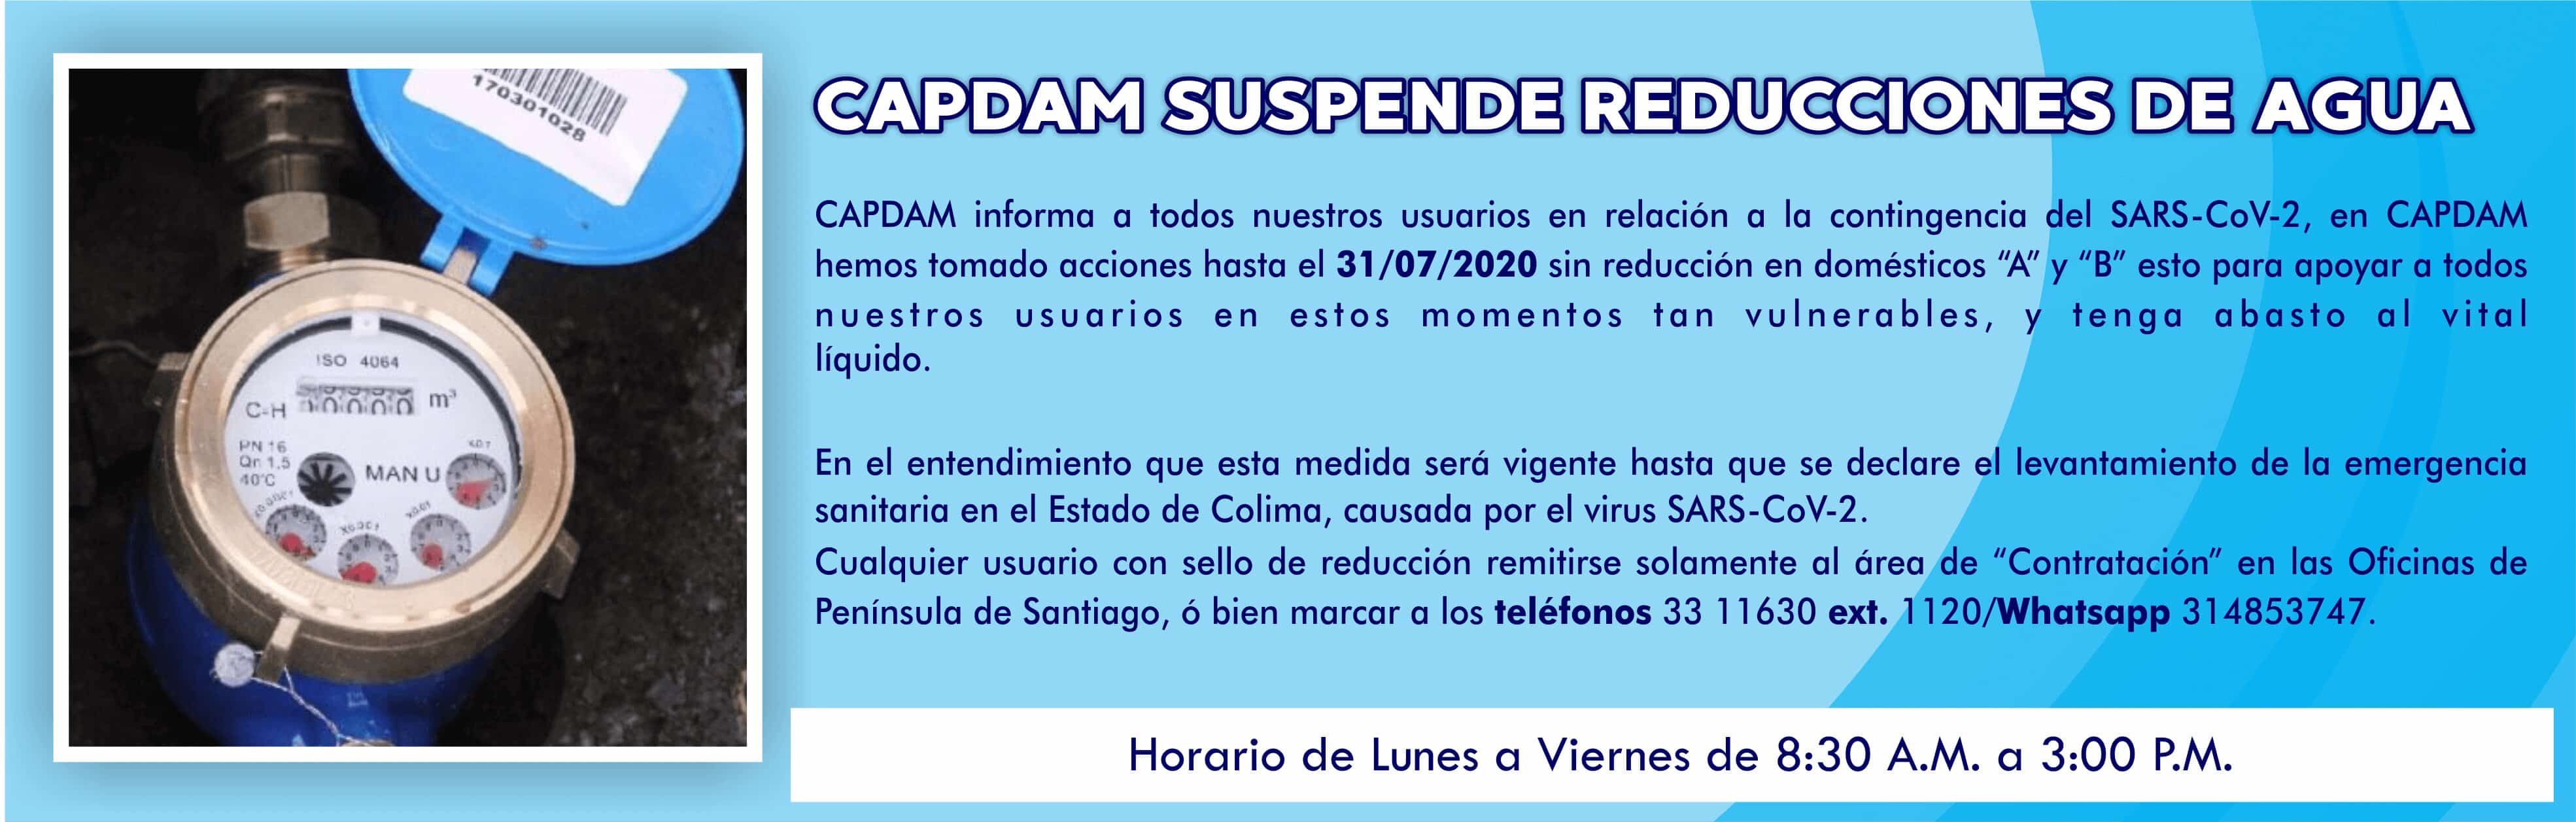 170301028
ISO 4064
C-H
m³
PN 16
Qn 1.5
40°C
MAN U
CAPDAM SUSPENDE REDUCCIONES DE AGUA
CAPDAM informa a todos nuestros usuarios en relación a la contingencia del SARS-CoV-2, en CAPDAM
hemos tomado acciones hasta el 31/07/2020 sin reducción en domésticos “A” y “B” esto para apoyar a todos
nuestros usuarios en estos momentos tan vulnerables, y tenga abasto al vital
líquido.
En el entendimiento que esta medida será vigente hasta que se declare el levantamiento de la emergencia
sanitaria en el Estado de Colima, causada por el virus SARS-CoV-2.
Cualquier usuario con sello de reducción remitirse solamente al área de “Contratación” en las Oficinas de
Península de Santiago, ó bien marcar a los teléfonos 33 11630 ext. 1120/Whatsapp 314853747.
Horario de Lunes a Viernes de 8:30 A.M. a 3:00 P.M.